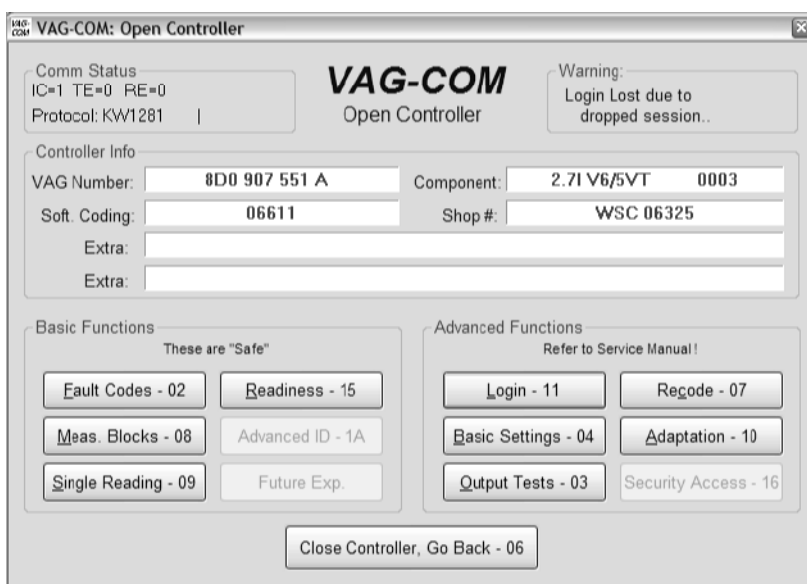 VAG-COM VAG-COM: Open Controller
Comm Status
IC=1 TE=0 RE=0
Protocol: KW1281 |
VAG-COM
Open Controller
Warning:
Login Lost due to
dropped session..
Controller Info
VAG Number: 8D0 907 551 A Component: 2.7l V6/5VT 0003
Soft. Coding: 06611 Shop #: WSC 06325
Extra:
Extra:
Basic Functions
These are "Safe"
Fault Codes - 02 Readiness - 15
Meas. Blocks - 08 Advanced ID - 1A
Single Reading - 09 Future Exp.
Advanced Functions
Refer to Service Manual!
Login - 11 Recode - 07
Basic Settings - 04 Adaptation - 10
Output Tests - 03 Security Access - 16
Close Controller, Go Back - 06